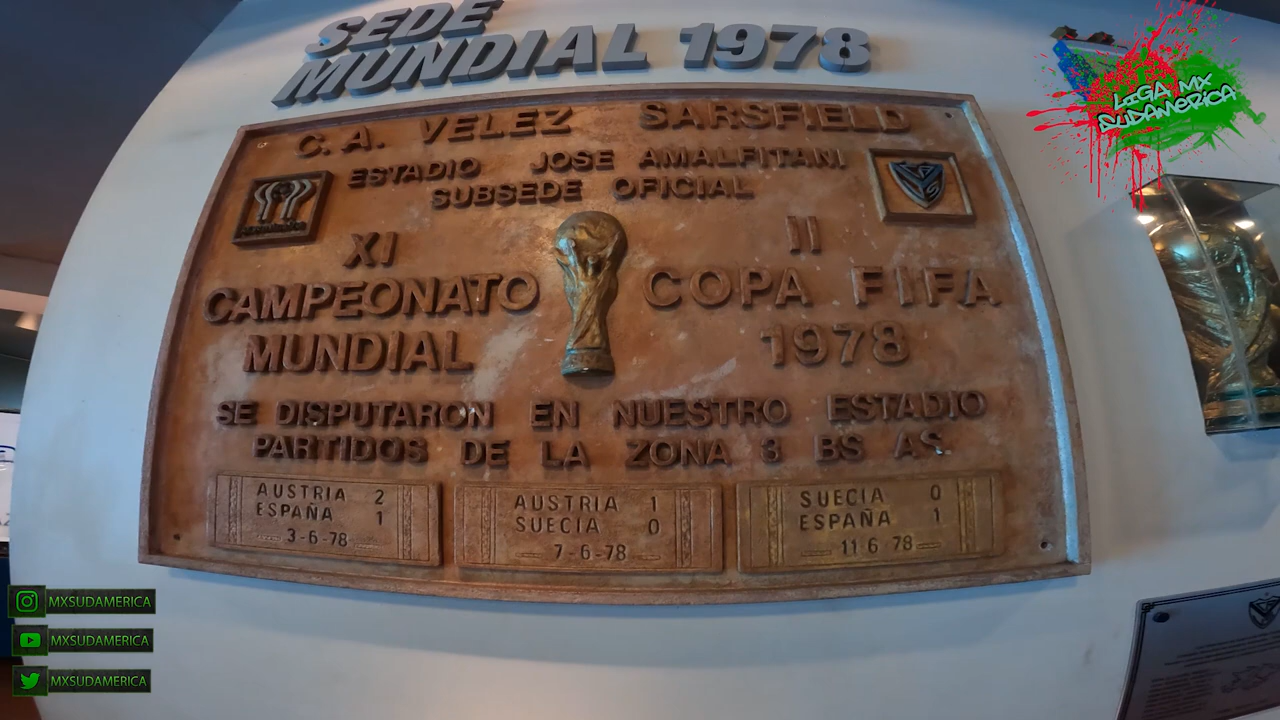 SEDE
MUNDIAL 1978
LIGA MX
SUDAMERICA
C.A. VELEZ SARSFIELD
ESTADIO JOSE AMALFITANI
SUBSEDE OFICIAL
XI
CAMPEONATO
MUNDIAL
II
COPA FIFA
1978
SE DISPUTARON EN NUESTRO ESTADIO
PARTIDOS DE LA ZONA 3 BS AS.
AUSTRIA 2
ESPAÑA 1
3-6-78
AUSTRIA 1
SUECIA 0
7-6-78
SUECIA 0
ESPAÑA 1
11 6 78
MXSUDAMERICA
MXSUDAMERICA
MXSUDAMERICA